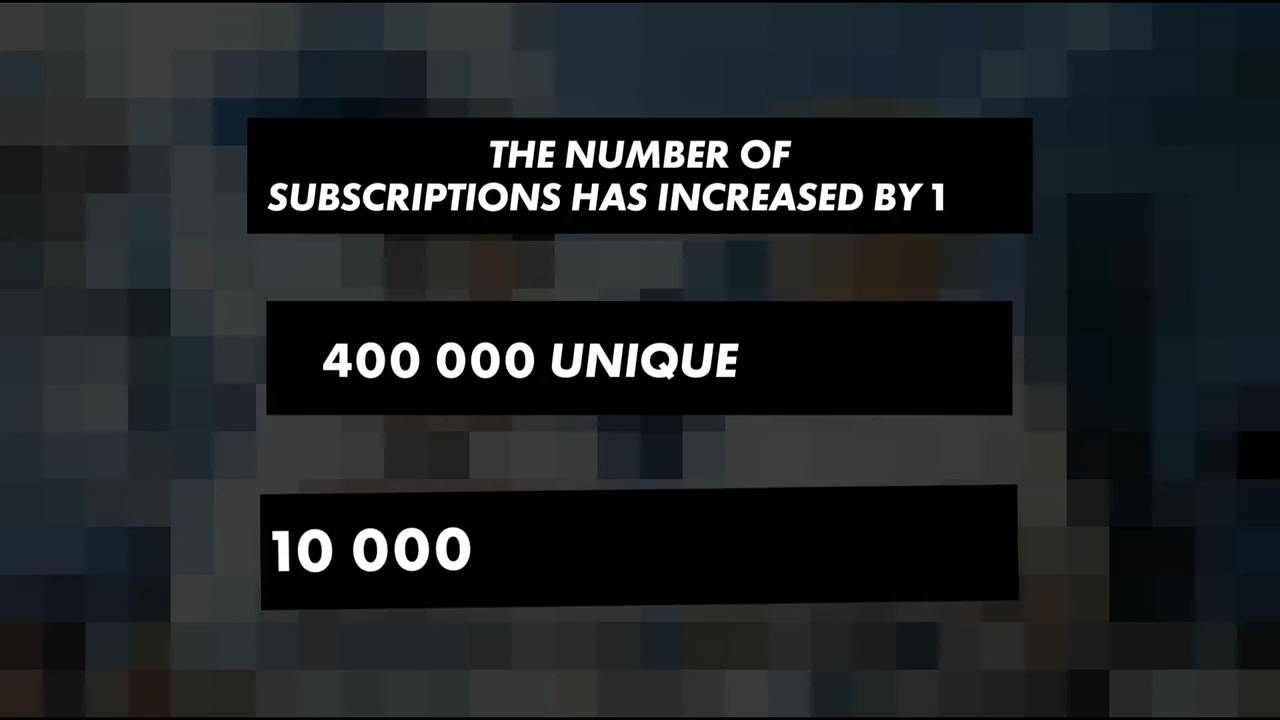 THE NUMBER OF
SUBSCRIPTIONS HAS INCREASED BY 1
400 000 UNIQUE
10 000